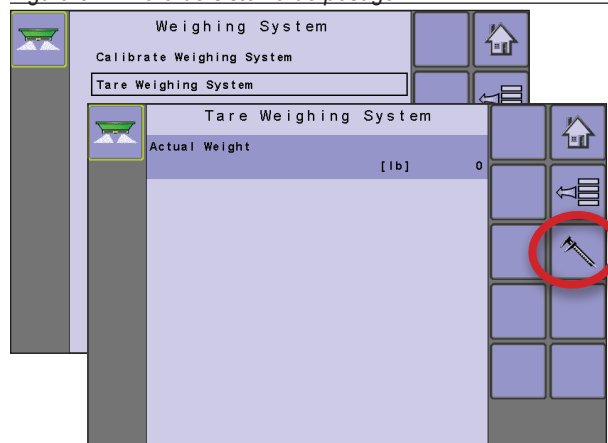 Weighing System
Calibrate Weighing System
Tare Weighing System
Tare Weighing System
Actual Weight
[lb] 0